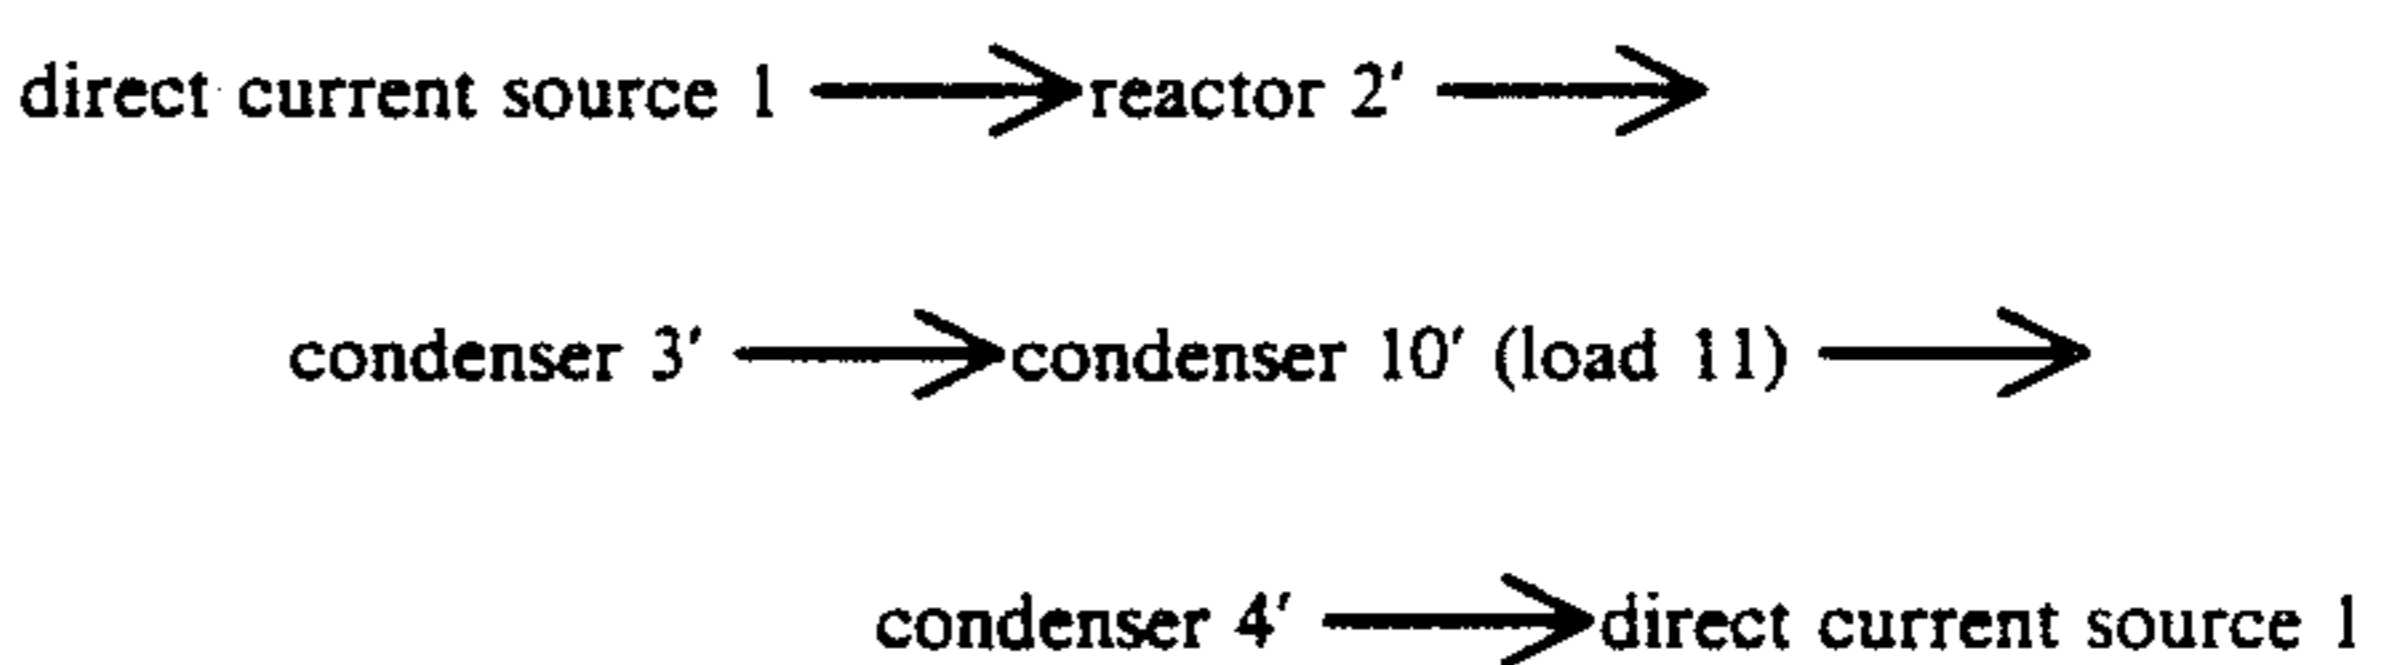 direct current source 1 ⟶ reactor 2′ ⟶
condenser 3′ ⟶ condenser 10′ (load 11) ⟶
condenser 4′ ⟶ direct current source 1